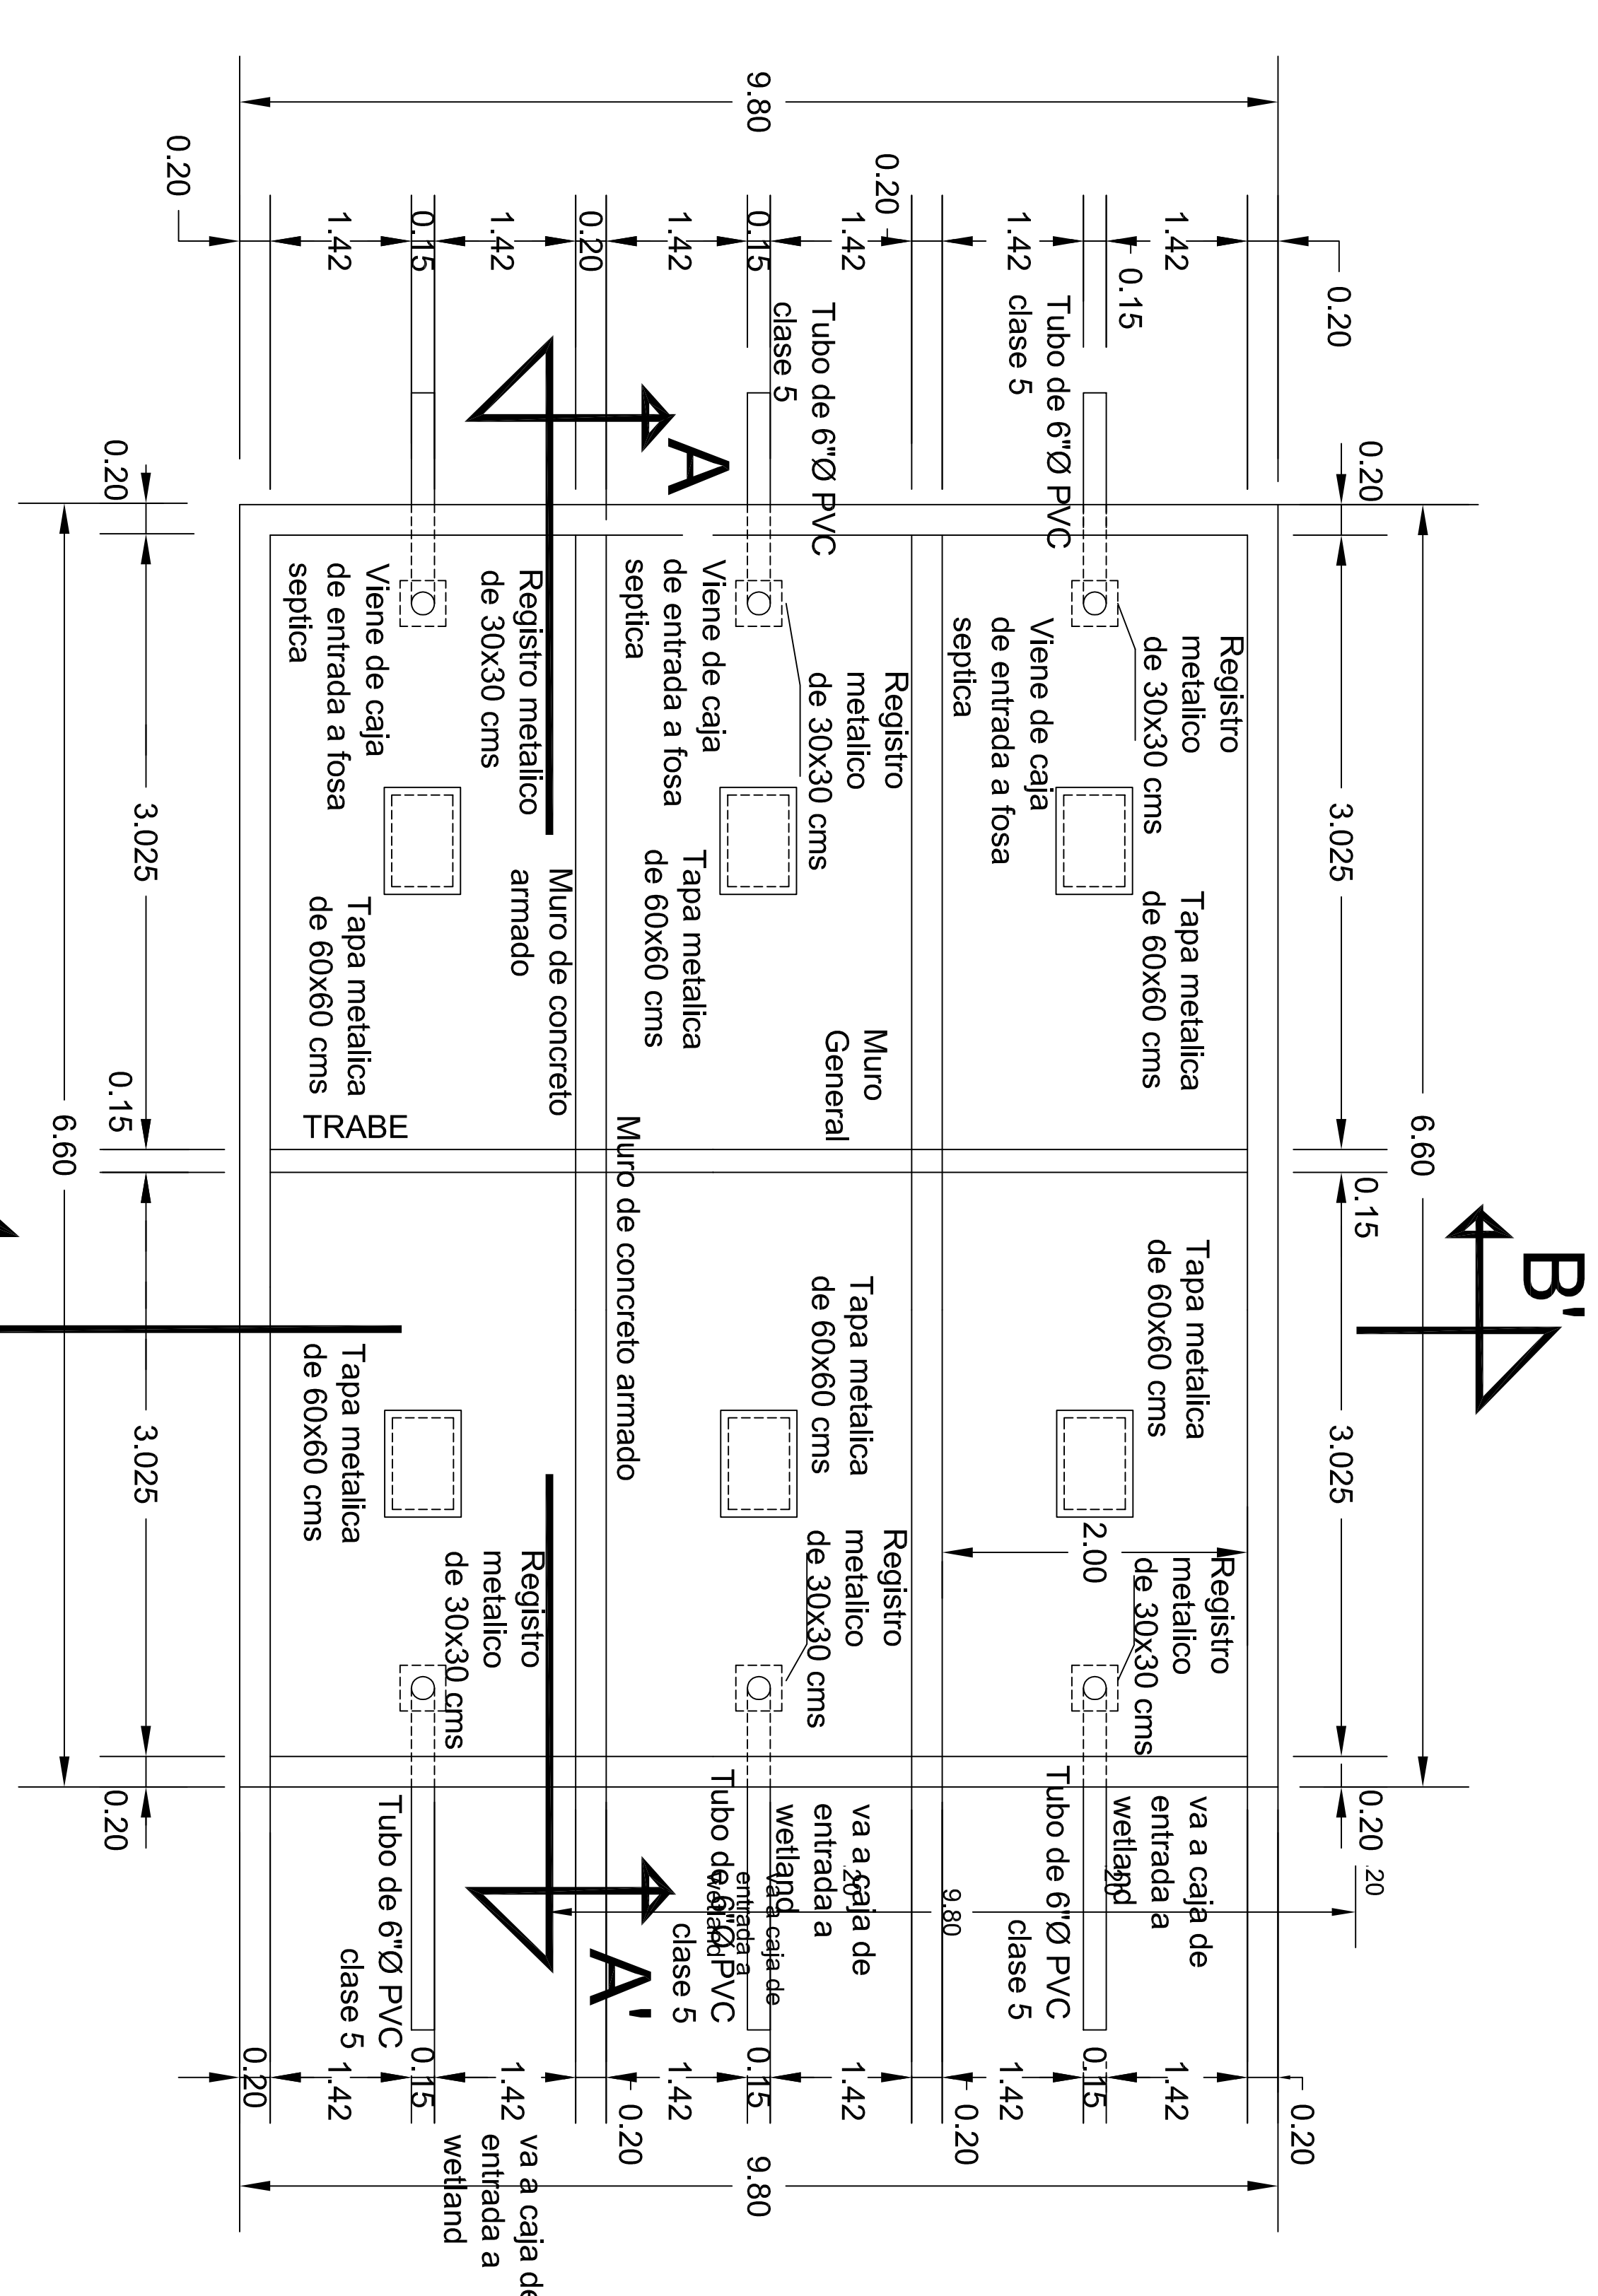 9.80
0.20
1.42
0.15
1.42
0.20
1.42
0.15
1.42
0.20
1.42
0.15
1.42
0.20
Tubo de 6"Ø PVC
clase 5
Tubo de 6"Ø PVC
clase 5
A
0.20
0.20
Registro
metalico
de 30x30 cms
Viene de caja
de entrada a fosa
septica
Registro
metalico
de 30x30 cms
Viene de caja
de entrada a fosa
septica
Registro metalico
de 30x30 cms
Viene de caja
de entrada a fosa
septica
Tapa metalica
de 60x60 cms
Tapa metalica
de 60x60 cms
Tapa metalica
de 60x60 cms
Muro de concreto
armado
Muro
General
TRABE
3.025
3.025
0.15
0.15
6.60
6.60
B'
Muro de concreto armado
Tapa metalica
de 60x60 cms
Tapa metalica
de 60x60 cms
Tapa metalica
de 60x60 cms
3.025
3.025
2.00
Registro
metalico
de 30x30 cms
Registro
metalico
de 30x30 cms
Registro
metalico
de 30x30 cms
0.20
0.20
.20
.20
.20
9.80
va a caja de
entrada a
wetland
Tubo de 6"Ø PVC
clase 5
va a caja de
entrada a
wetland
Tubo de 6"Ø PVC
clase 5
va a caja de
entrada a
wetland
Tubo de 6"Ø PVC
clase 5
A'
0.20
1.42
0.15
1.42
0.20
1.42
0.15
1.42
0.20
1.42
0.15
1.42
0.20
9.80
va a caja de
entrada a
wetland